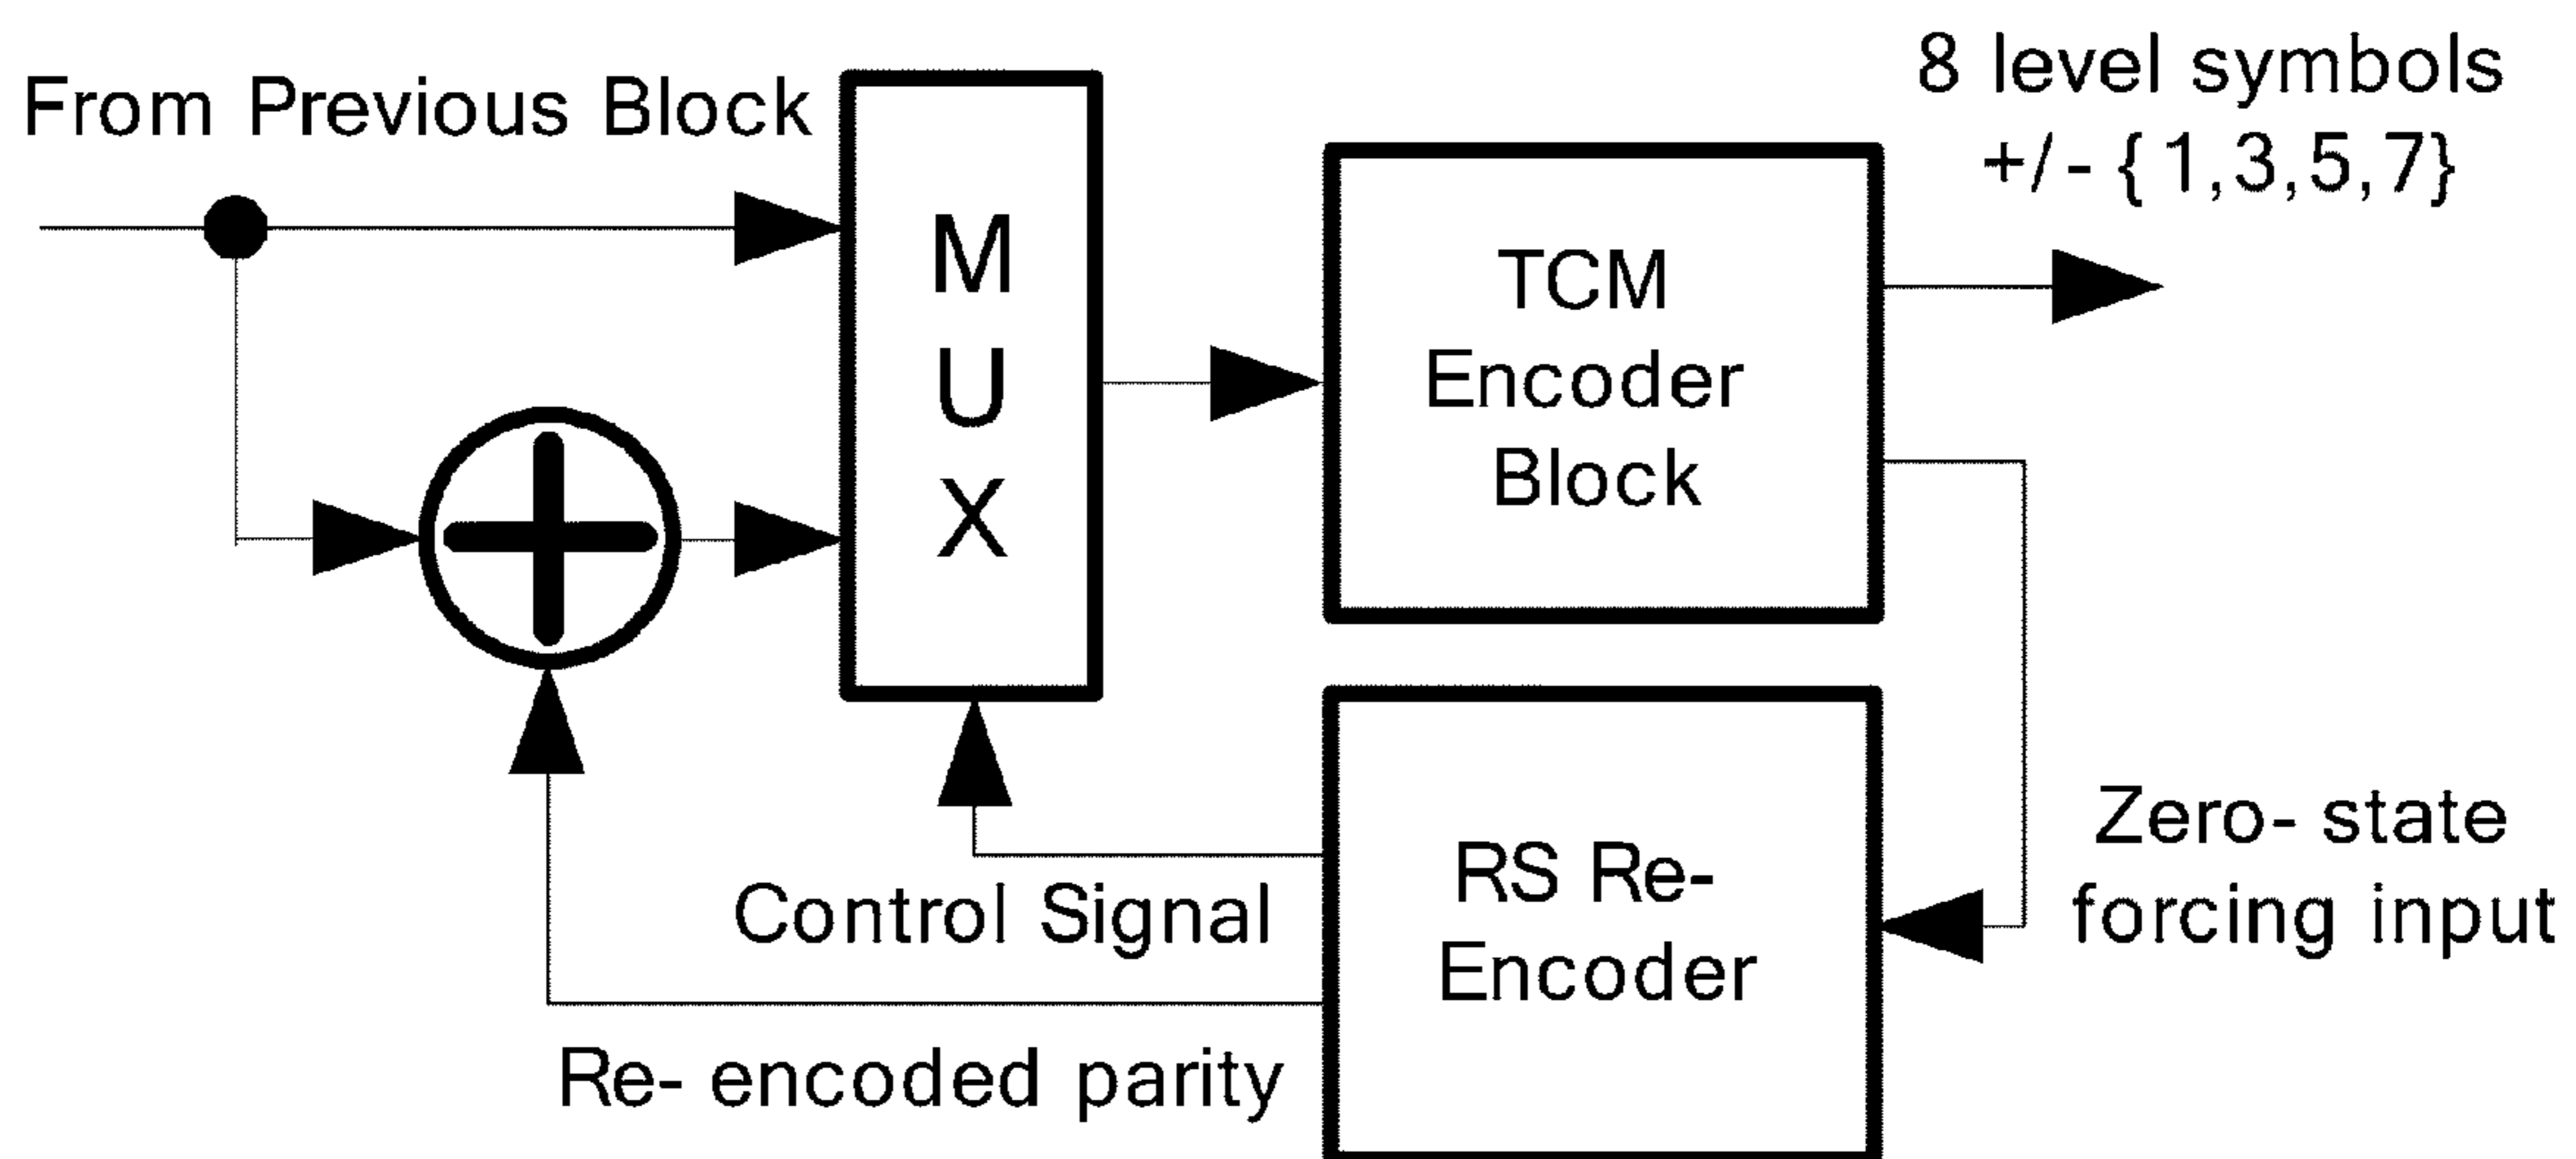 From Previous Block
8 level symbols
+/- {1,3,5,7}
M
U
X
TCM
Encoder
Block
Zero- state
forcing input
RS Re-
Encoder
Control Signal
Re- encoded parity